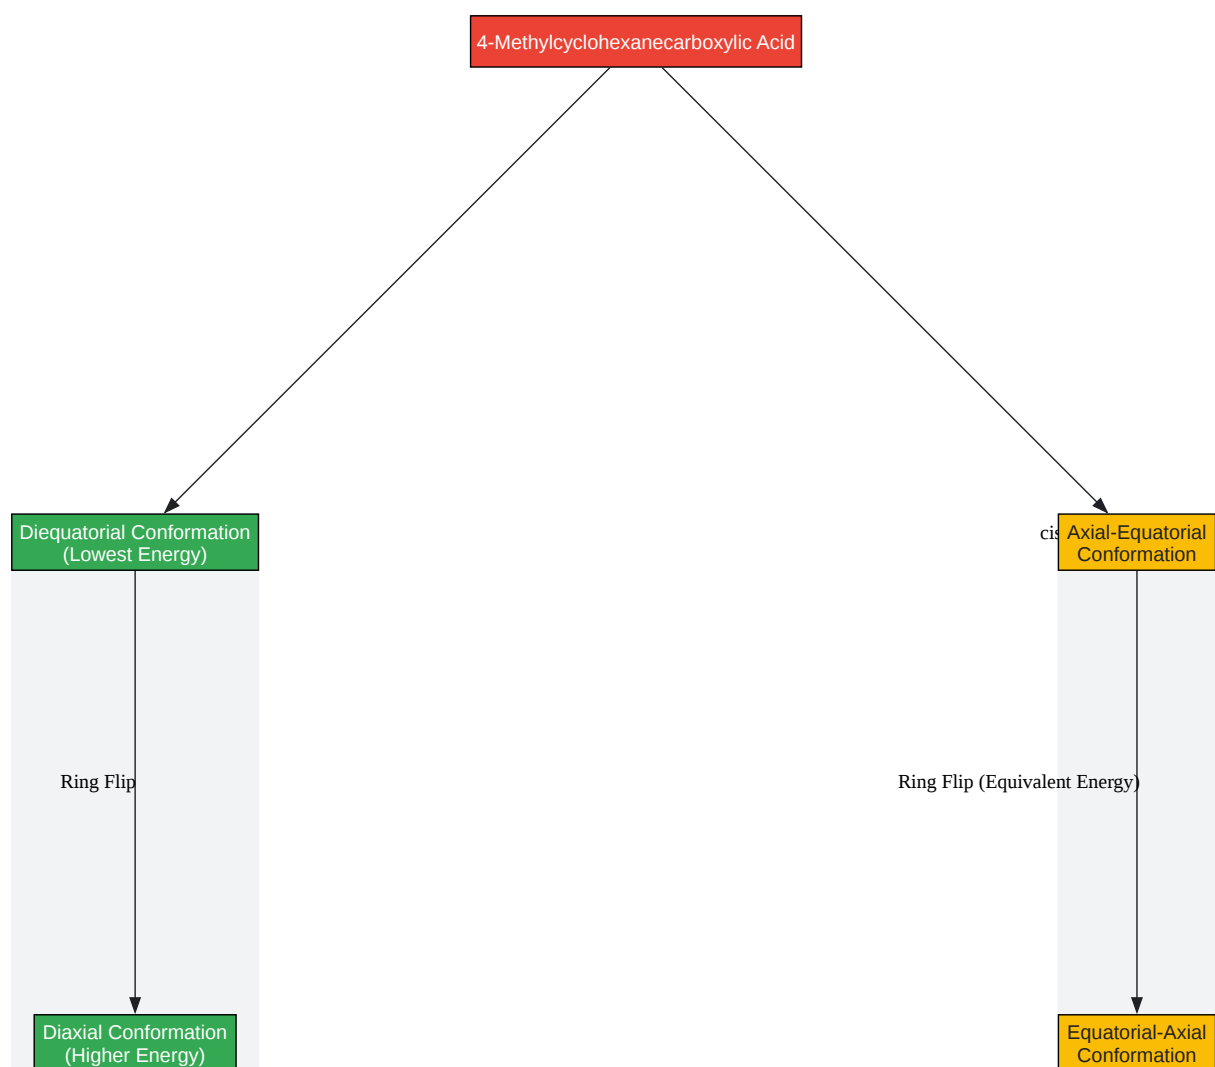 4-Methylcyclohexanecarboxylic Acid
Diequatorial Conformation
(Lowest Energy)
cis
Axial-Equatorial
Conformation
Ring Flip
Ring Flip (Equivalent Energy)
Diaxial Conformation
(Higher Energy)
Equatorial-Axial
Conformation